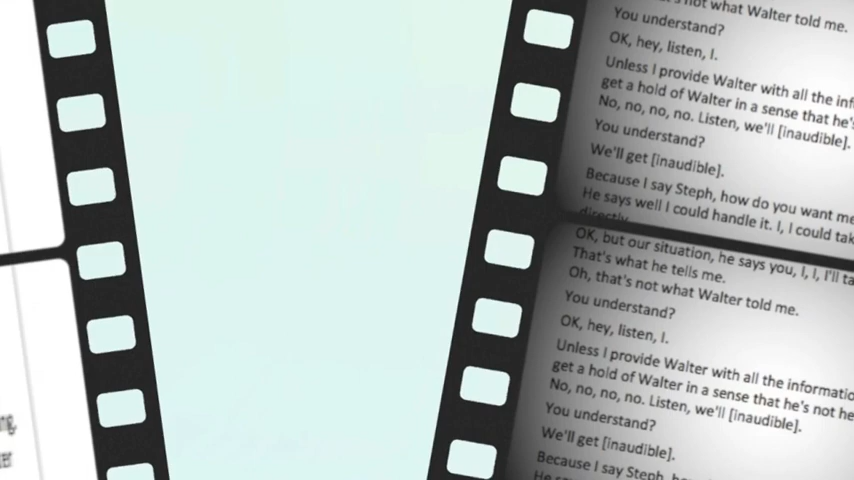 ng,
er
not what Walter told me.
You understand?
OK, hey, listen, I.
Unless I provide Walter with all the inf
get a hold of Walter in a sense that he's
No, no, no, no. Listen, we'll [inaudible].
You understand?
We'll get [inaudible].
Because I say Steph, how do you want me
He says well I could handle it. I, I could tak
directly.
OK, but our situation, he says you, I, I, I'll ta
That's what he tells me.
Oh, that's not what Walter told me.
You understand?
OK, hey, listen, I.
Unless I provide Walter with all the informatio
get a hold of Walter in a sense that he's not he
No, no, no, no. Listen, we'll [inaudible].
You understand?
We'll get [inaudible].
Because I say Steph,
He says